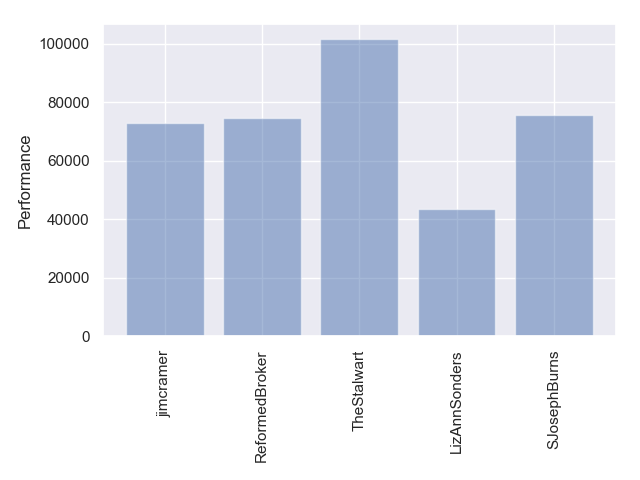 100000
80000
60000
40000
20000
0
Performance
jimcramer
ReformedBroker
TheStalwart
LizAnnSonders
SJosephBurns